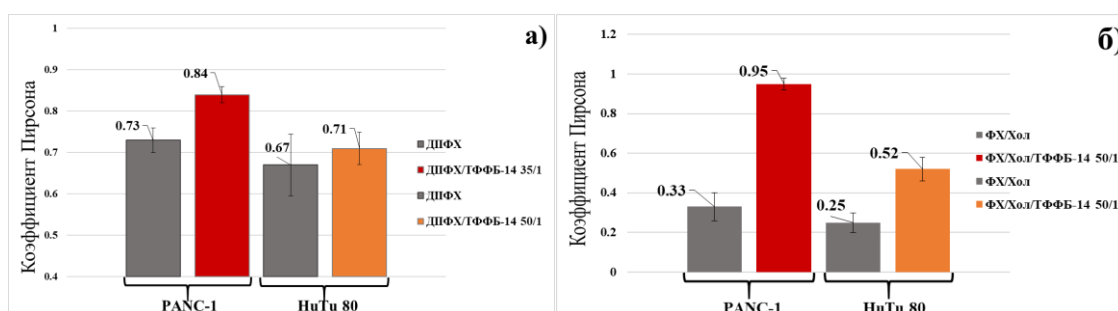 а)
Коэффициент Пирсона
1
0.9
0.8
0.7
0.6
0.5
0.4
0.73
0.84
0.67
0.71
PANC-1
HuTu 80
ДПФХ
ДПФХ/ТФФБ-14 35/1
ДПФХ
ДПФХ/ТФФБ-14 50/1
б)
Коэффициент Пирсона
1.2
1
0.8
0.6
0.4
0.2
0
0.33
0.95
0.25
0.52
PANC-1
HuTu 80
ФХ/Хол
ФХ/Хол/ТФФБ-14 50/1
ФХ/Хол
ФХ/Хол/ТФФБ-14 50/1